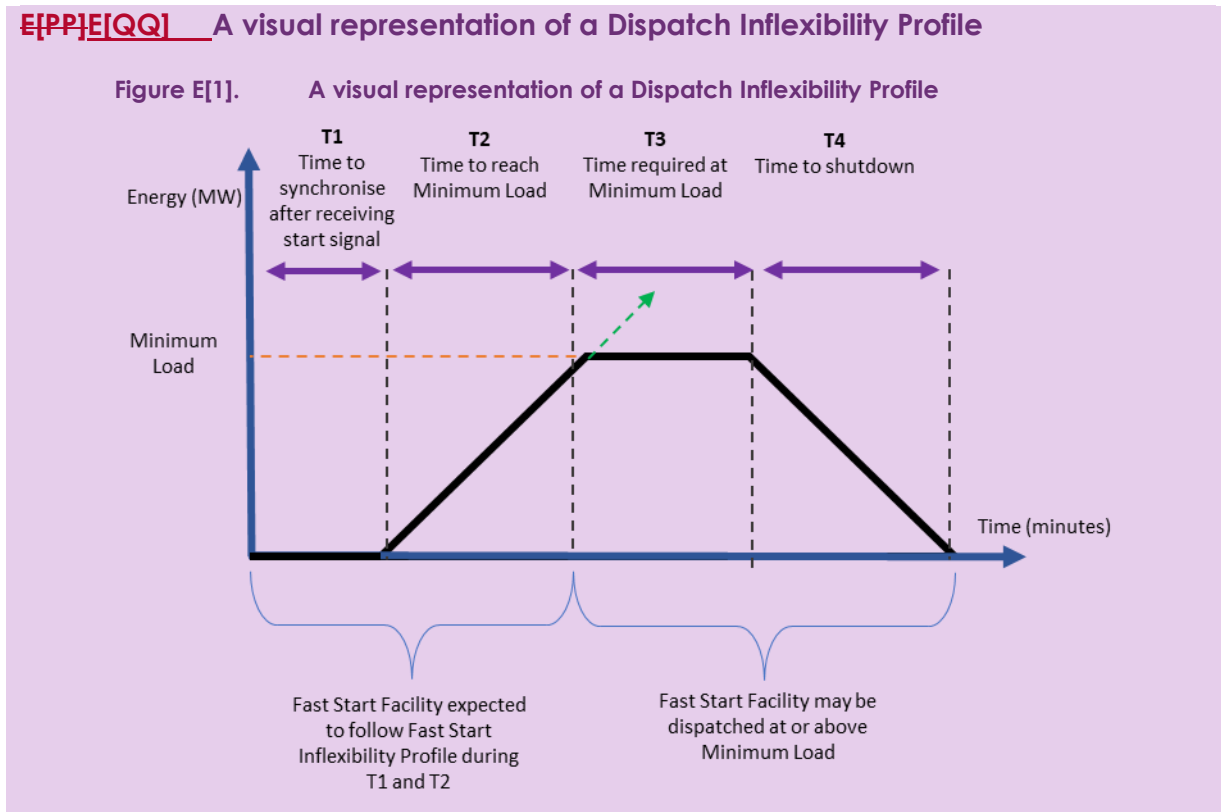 E[PP]E[QQ] A visual representation of a Dispatch Inflexibility Profile
Figure E[1]. A visual representation of a Dispatch Inflexibility Profile
T1
Time to
synchronise
after receiving
start signal
T2
Time to reach
Minimum Load
T3
Time required at
Minimum Load
T4
Time to shutdown
Energy (MW)
Minimum
Load
Time (minutes)
Fast Start Facility expected
to follow Fast Start
Inflexibility Profile during
T1 and T2
Fast Start Facility may be
dispatched at or above
Minimum Load